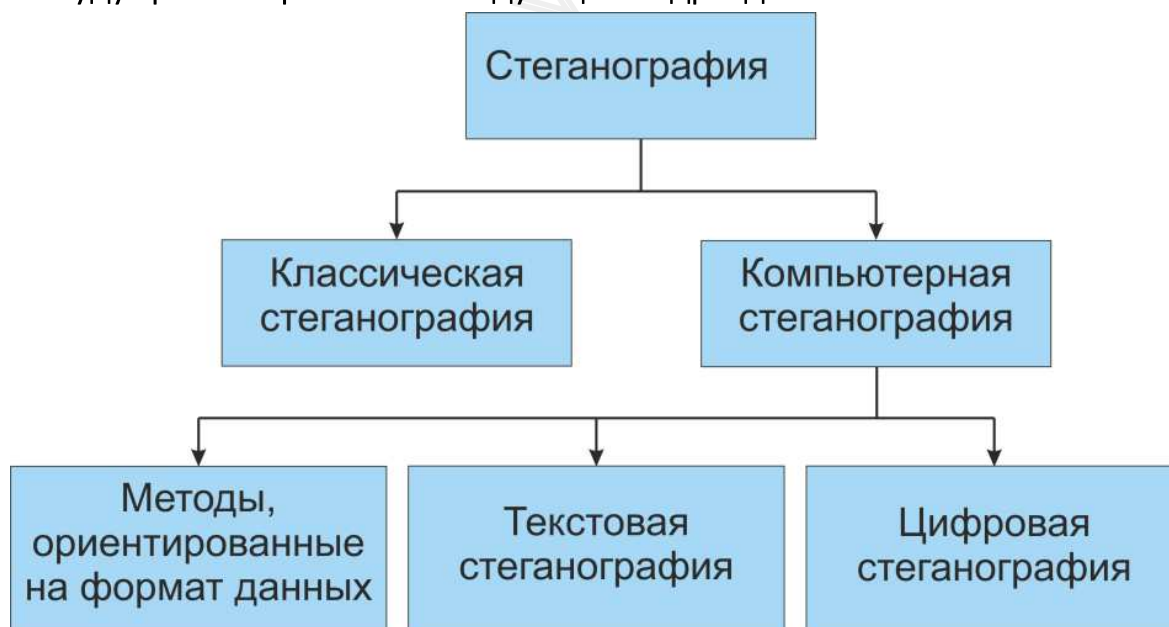 Стеганография
Классическая
стеганография
Компьютерная
стеганография
Методы,
ориентированные
на формат данных
Текстовая
стеганография
Цифровая
стеганография